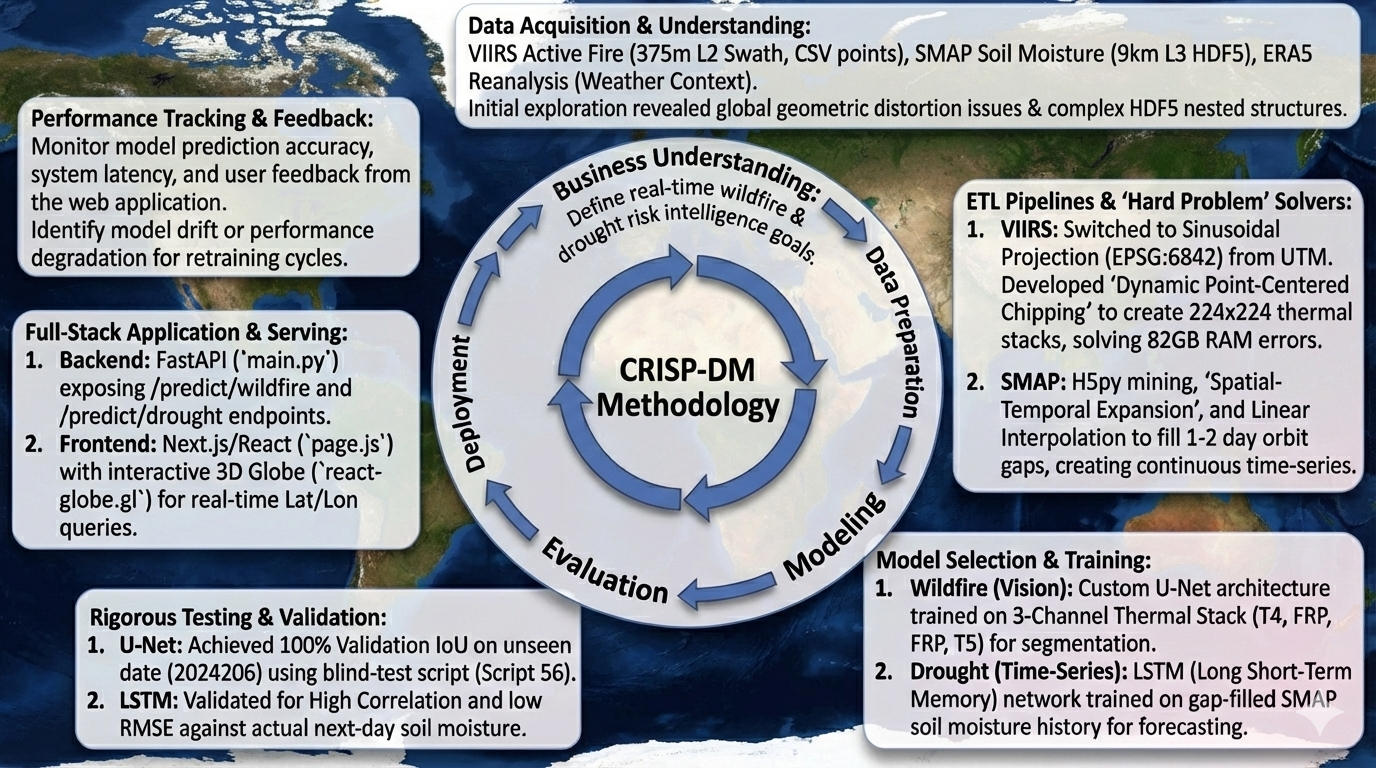 Data Acquisition & Understanding:
VIIRS Active Fire (375m L2 Swath, CSV points), SMAP Soil Moisture (9km L3 HDF5), ERA5
Reanalysis (Weather Context).
Initial exploration revealed global geometric distortion issues & complex HDF5 nested structures.
Performance Tracking & Feedback:
Monitor model prediction accuracy,
system latency, and user feedback from
the web application.
Identify model drift or performance
degradation for retraining cycles.
Business Understanding:
Define real-time wildfire &
drought risk intelligence goals.
Data Preparation
Modeling
Evaluation
Deployment
CRISP-DM
Methodology
ETL Pipelines & ‘Hard Problem’ Solvers:
1. VIIRS: Switched to Sinusoidal
Projection (EPSG:6842) from UTM.
Developed ‘Dynamic Point-Centered
Chipping’ to create 224x224 thermal
stacks, solving 82GB RAM errors.
2. SMAP: H5py mining, ‘Spatial-
Temporal Expansion’, and Linear
Interpolation to fill 1-2 day orbit
gaps, creating continuous time-series.
Full-Stack Application & Serving:
1. Backend: FastAPI (`main.py`)
exposing /predict/wildfire and
/predict/drought endpoints.
2. Frontend: Next.js/React (`page.js`)
with interactive 3D Globe (`react-
globe.gl`) for real-time Lat/Lon
queries.
Model Selection & Training:
1. Wildfire (Vision): Custom U-Net architecture
trained on 3-Channel Thermal Stack (T4, FRP,
FRP, T5) for segmentation.
2. Drought (Time-Series): LSTM (Long Short-Term
Memory) network trained on gap-filled SMAP
soil moisture history for forecasting.
Rigorous Testing & Validation:
1. U-Net: Achieved 100% Validation IoU on unseen
date (2024206) using blind-test script (Script 56).
2. LSTM: Validated for High Correlation and low
RMSE against actual next-day soil moisture.